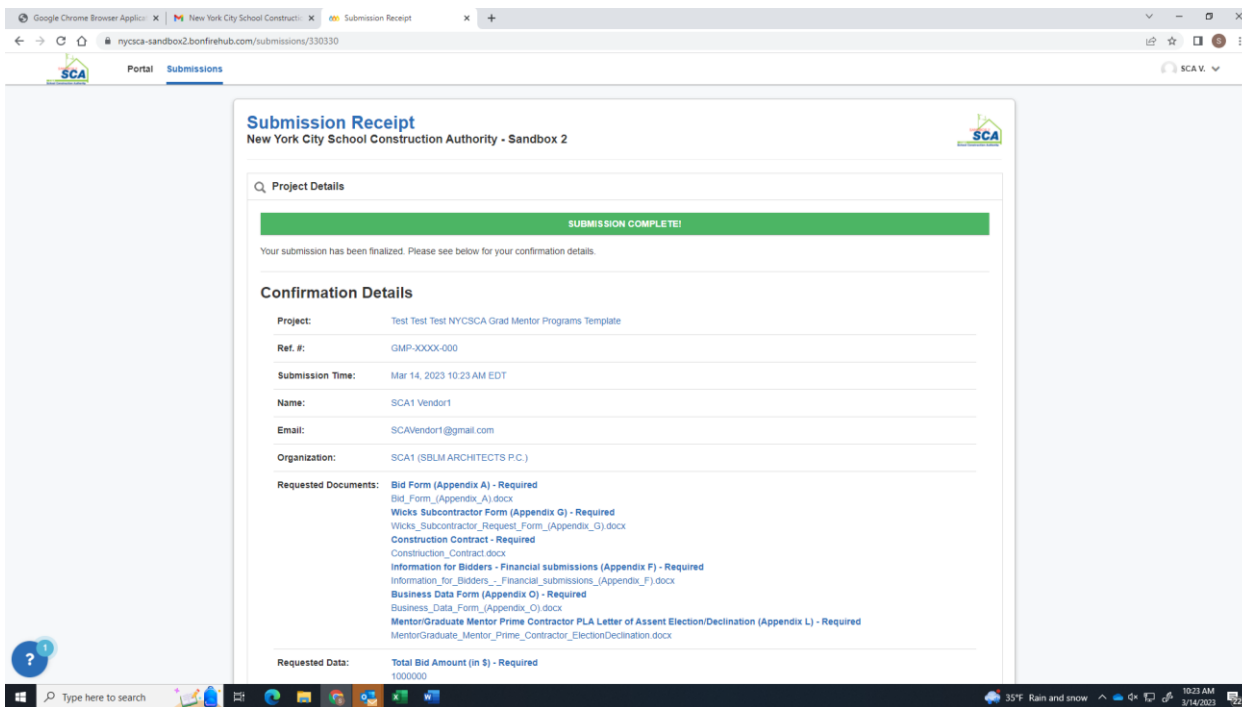 Google Chrome Browser Applica
New York City School Constructi
Submission Receipt
nycsca-sandbox2.bonfirehub.com/submissions/330330
S
SCA
Portal
Submissions
SCA V.
Submission Receipt
New York City School Construction Authority - Sandbox 2
SCA
Project Details
SUBMISSION COMPLETE!
Your submission has been finalized. Please see below for your confirmation details.
Confirmation Details
Project: Test Test Test NYCSCA Grad Mentor Programs Template
Ref. #: GMP-XXXX-000
Submission Time: Mar 14, 2023 10:23 AM EDT
Name: SCA1 Vendor1
Email: SCAVendor1@gmail.com
Organization: SCA1 (SBLM ARCHITECTS P.C.)
Requested Documents: Bid Form (Appendix A) - Required
Bid_Form_(Appendix_A).docx
Wicks Subcontractor Form (Appendix G) - Required
Wicks_Subcontractor_Request_Form_(Appendix_G).docx
Construction Contract - Required
Constriuction_Contract.docx
Information for Bidders - Financial submissions (Appendix F) - Required
Information_for_Bidders_-_Financial_submissions_(Appendix_F).docx
Business Data Form (Appendix O) - Required
Business_Data_Form_(Appendix_O).docx
Mentor/Graduate Mentor Prime Contractor PLA Letter of Assent Election/Declination (Appendix L) - Required
MentorGraduate_Mentor_Prime_Contractor_ElectionDeclination.docx
Requested Data: Total Bid Amount (in $) - Required
1000000
?
1
Type here to search
35°F Rain and snow
10:23 AM
3/14/2023
22